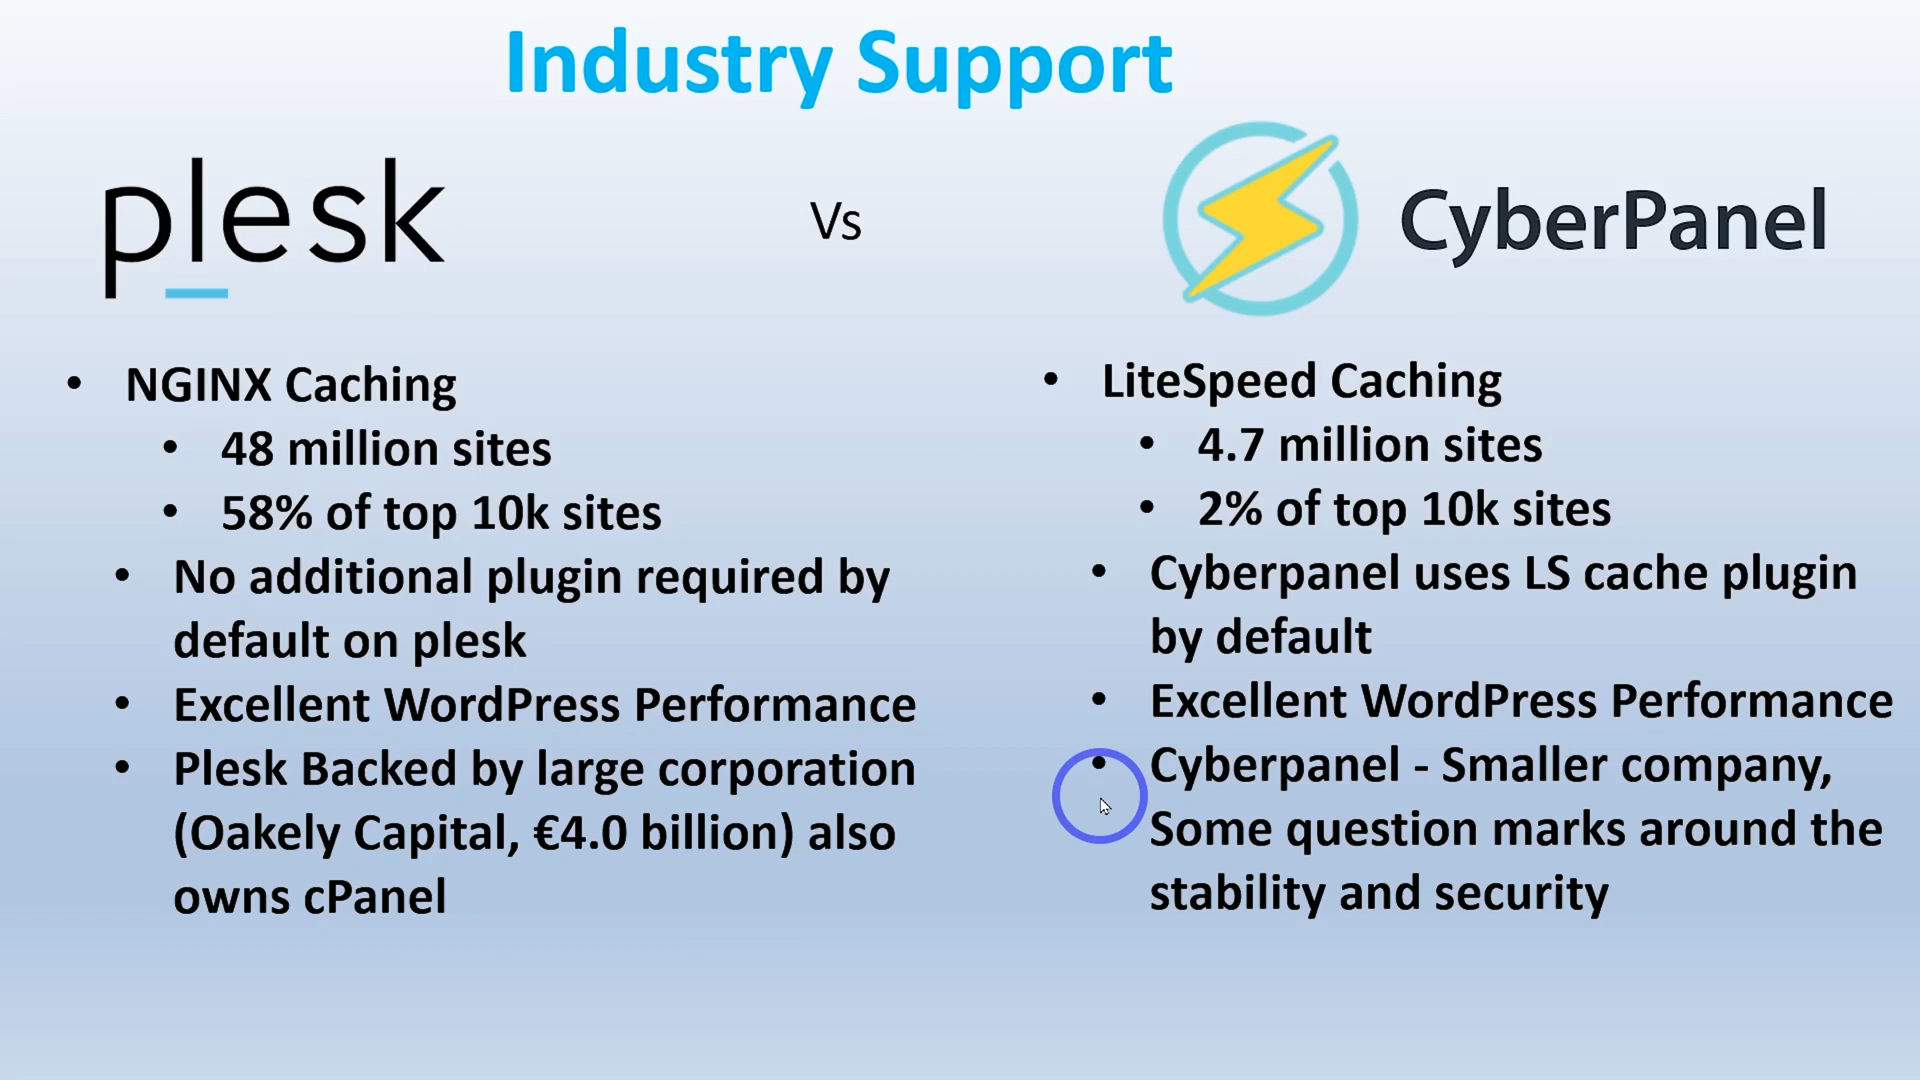 Industry Support
plesk
Vs
CyberPanel
• NGINX Caching
• 48 million sites
• 58% of top 10k sites
• No additional plugin required by
default on plesk
• Excellent WordPress Performance
• Plesk Backed by large corporation
(Oakely Capital, €4.0 billion) also
owns cPanel
• LiteSpeed Caching
• 4.7 million sites
• 2% of top 10k sites
• Cyberpanel uses LS cache plugin
by default
• Excellent WordPress Performance
• Cyberpanel - Smaller company,
Some question marks around the
stability and security